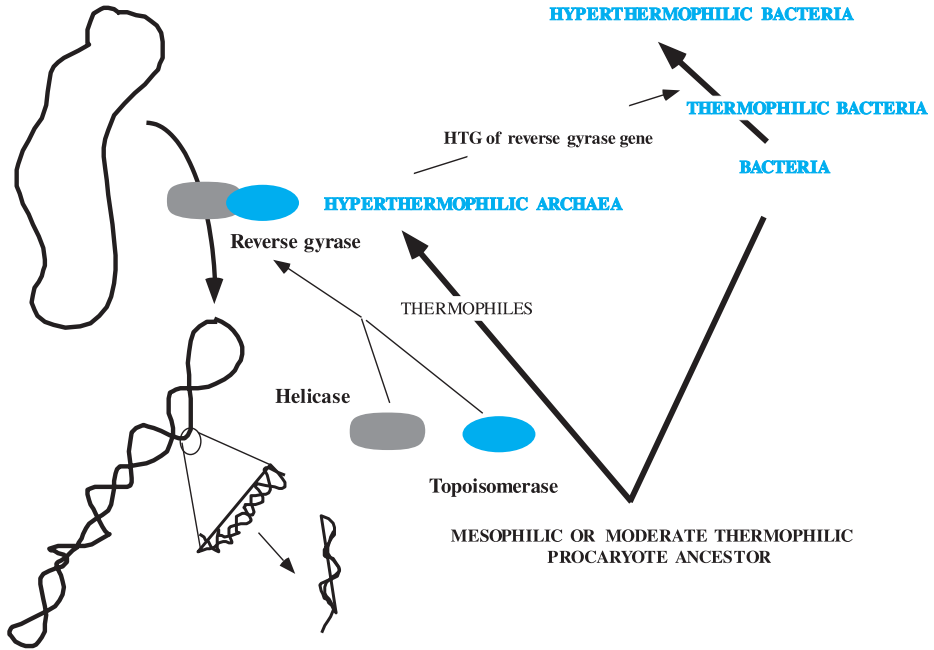 HYPERTHERMOPHILIC BACTERIA
THERMOPHILIC BACTERIA
HTG of reverse gyrase gene
BACTERIA
HYPERTHERMOPHILIC ARCHAEA
Reverse gyrase
THERMOPHILES
Helicase
Topoisomerase
MESOPHILIC OR MODERATE THERMOPHILIC
PROCARYOTE ANCESTOR